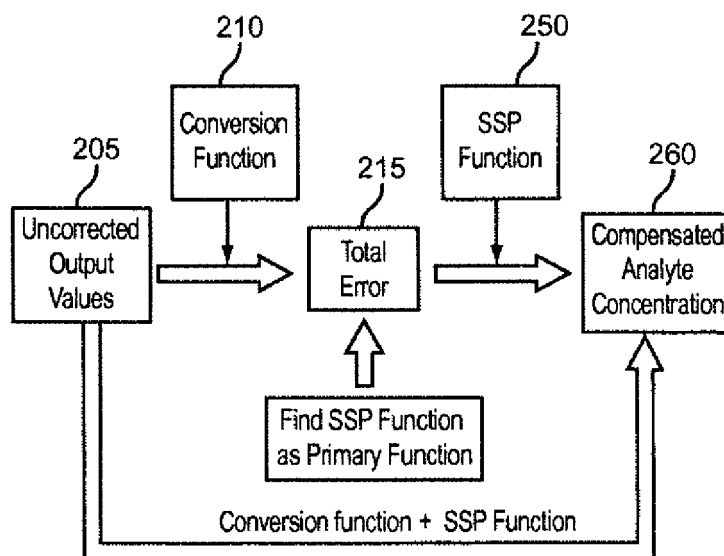 210
Conversion
Function
250
SSP
Function
205
Uncorrected
Output
Values
215
Total
Error
260
Compensated
Analyte
Concentration
Find SSP Function
as Primary Function
Conversion function + SSP Function